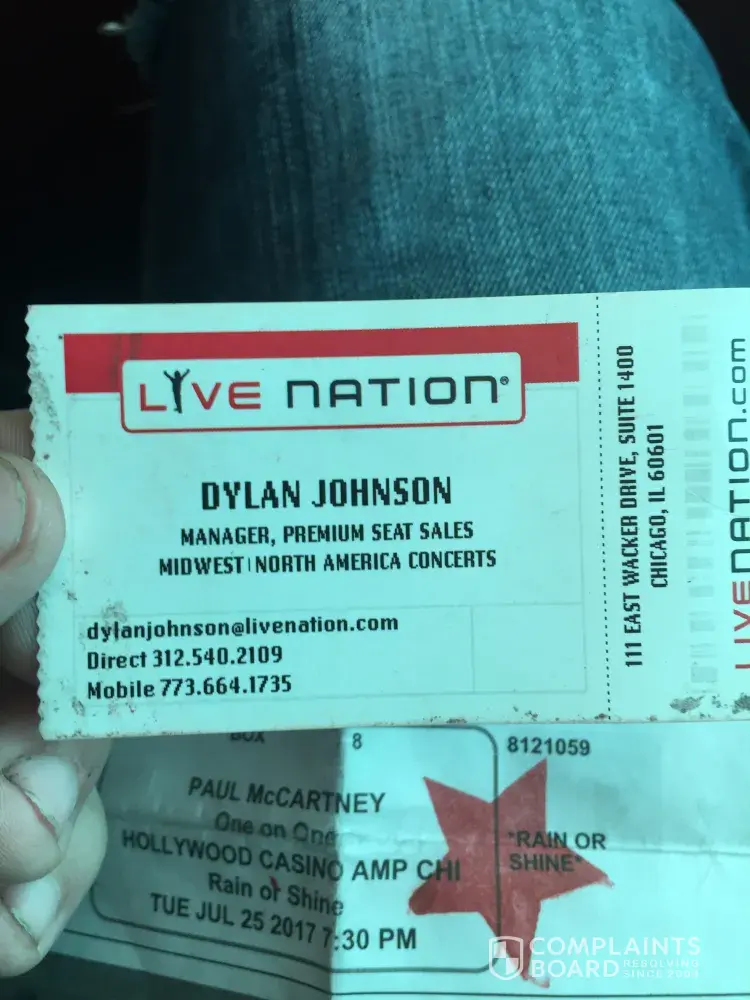 LIVE NATION®
DYLAN JOHNSON
MANAGER, PREMIUM SEAT SALES
MIDWEST | NORTH AMERICA CONCERTS
dylanjohnson@livenation.com
Direct 312.540.2109
Mobile 773.664.1735
111 EAST WACKER DRIVE, SUITE 1400
CHICAGO, IL 60601
LIVENATION.com
BOX 8 8121059
PAUL McCARTNEY
One on One
HOLLYWOOD CASINO AMP CHI
Rain or Shine
TUE JUL 25 2017 7:30 PM
*RAIN OR
SHINE*
COMPLAINTS
BOARD RESOLVING
SINCE 2004